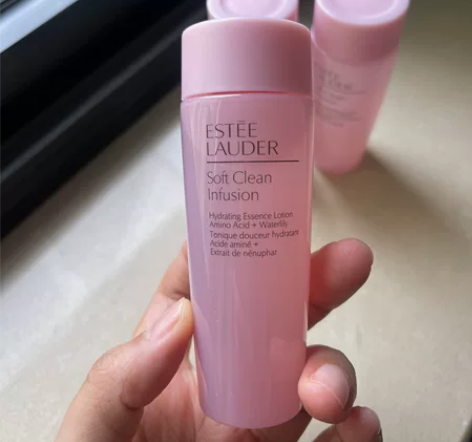 ESTĒE
LAUDER
Soft Clean
Infusion
Hydrating Essence Lotion
Amino Acid + Waterlily
Tonique douceur hydratant
Acide aminé +
Extrait de nénuphar